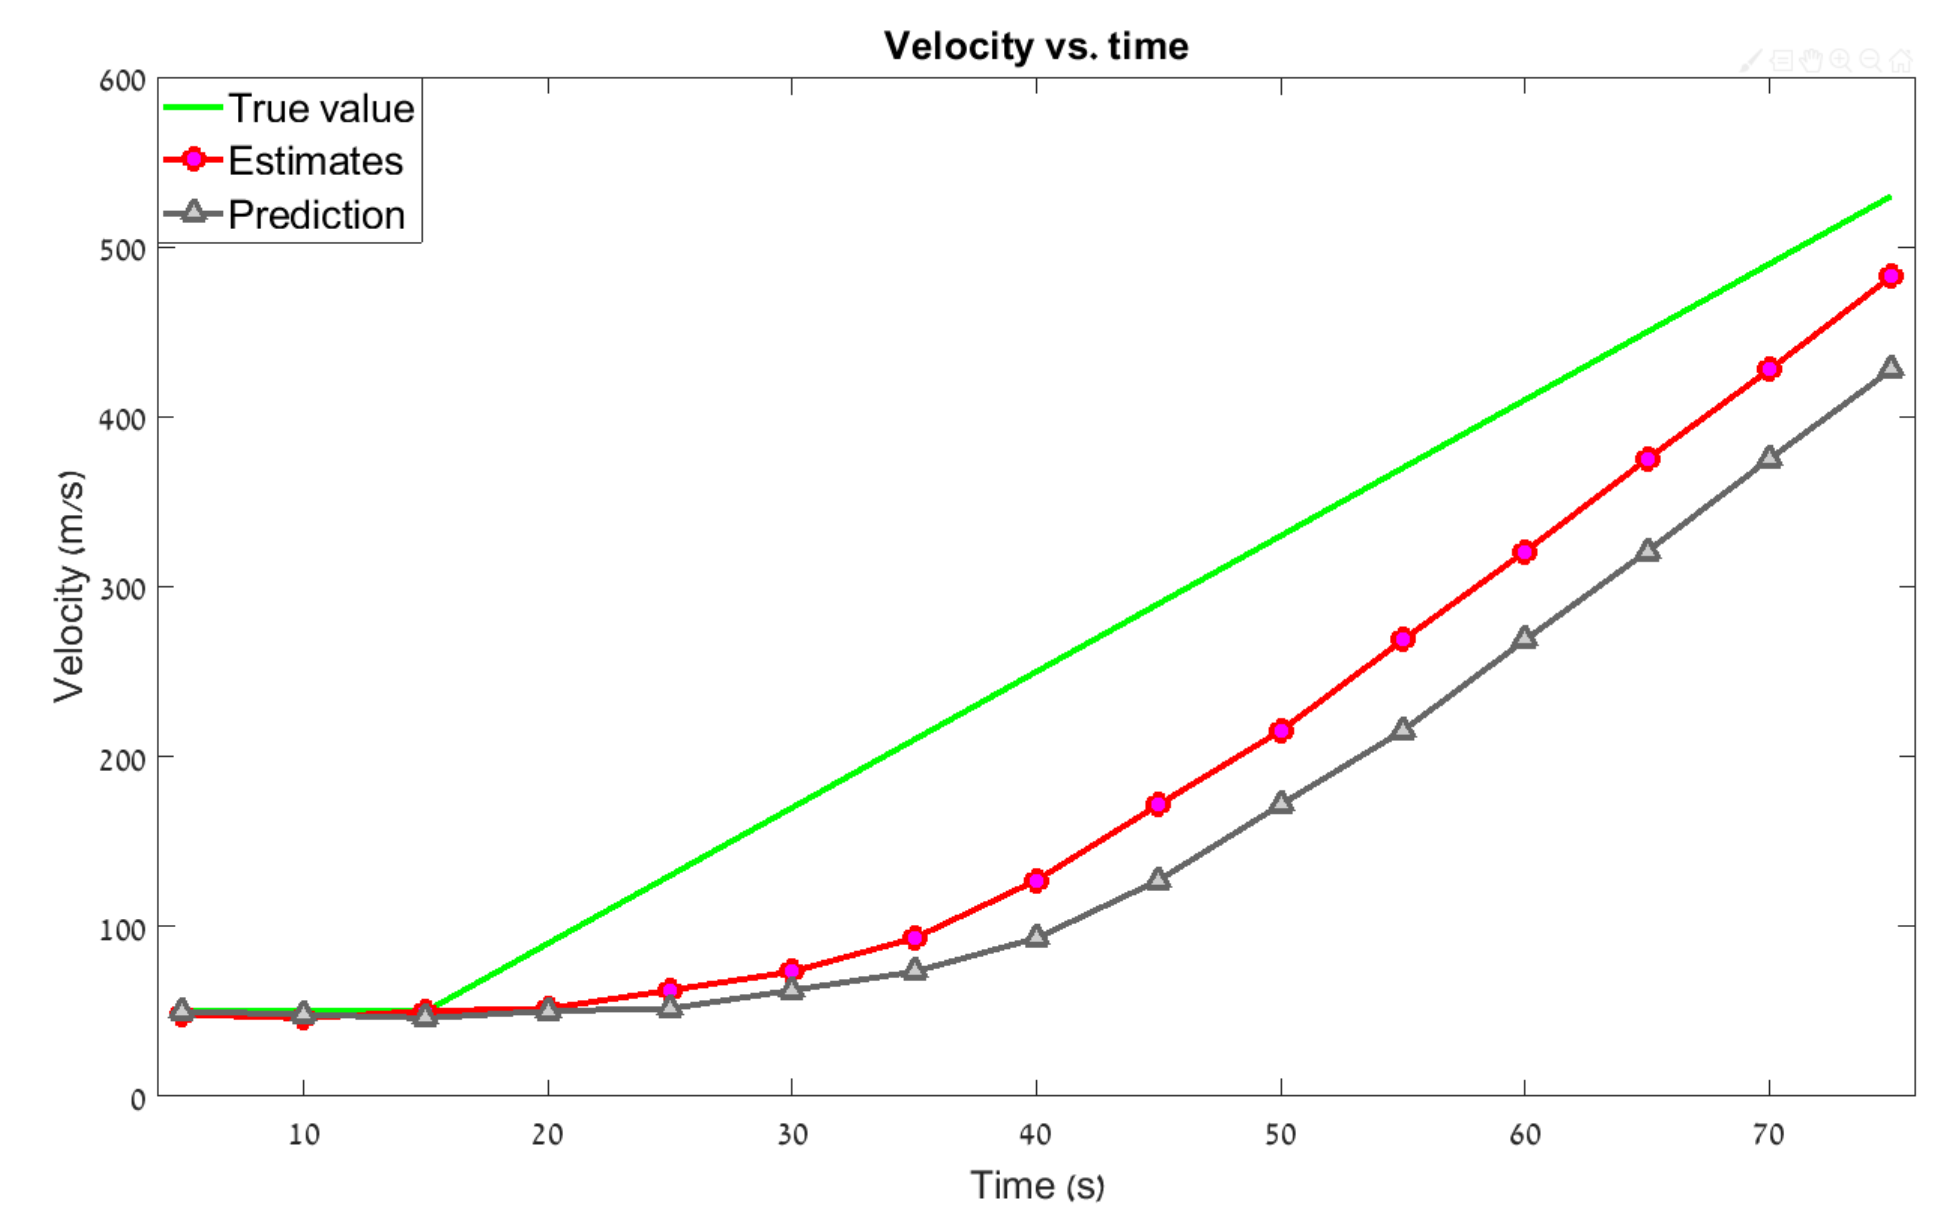 Velocity vs. time
True value
Estimates
Prediction
600
500
400
300
200
100
0
Velocity (m/s)
10 20 30 40 50 60 70
Time (s)